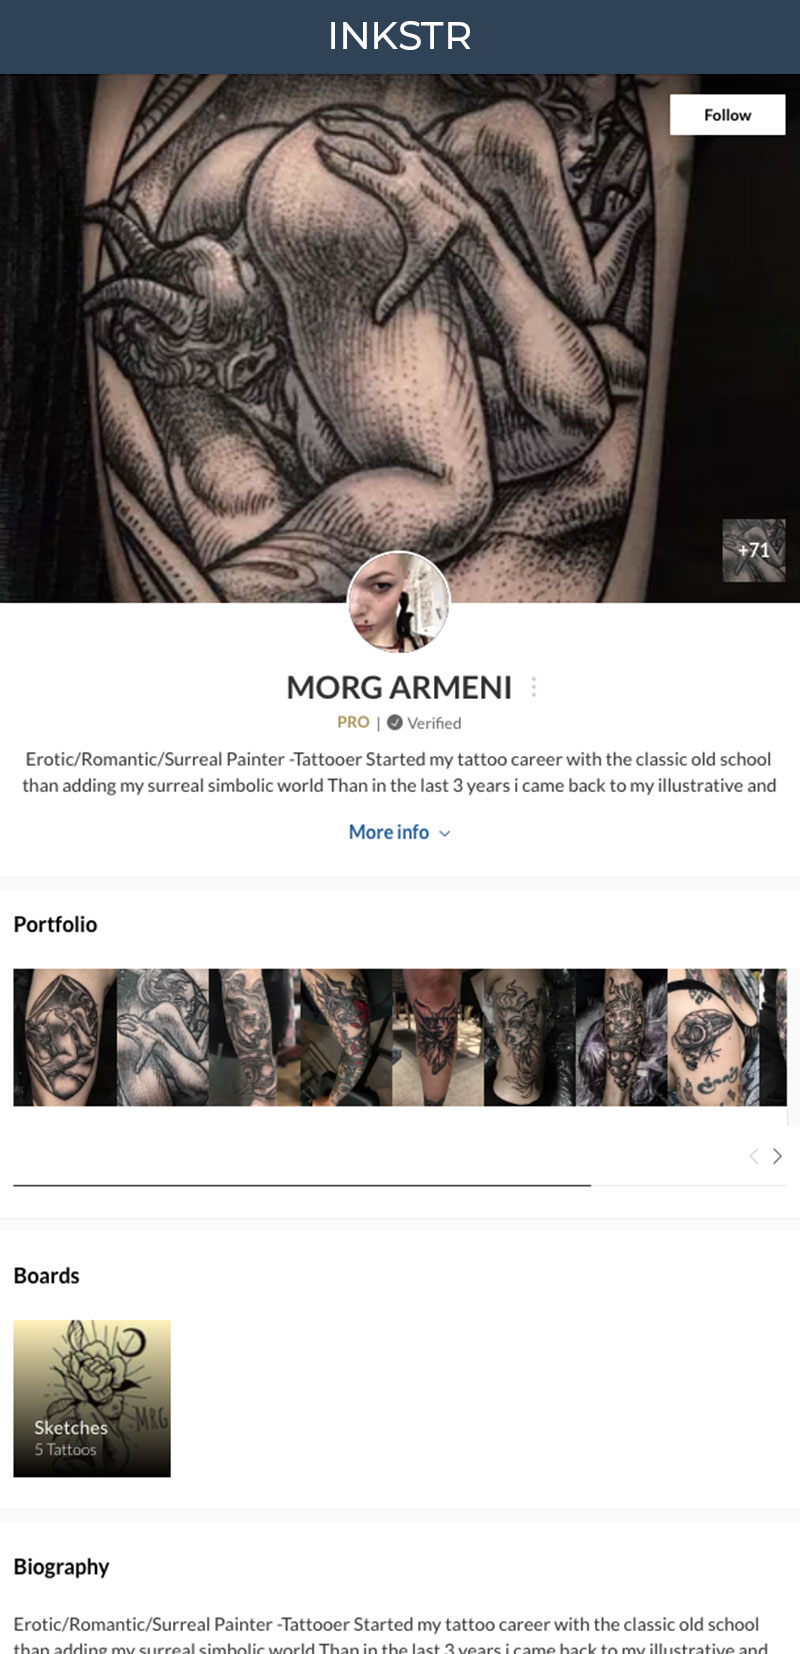 INKSTR
Follow
+71
MORG ARMENI
PRO | Verified
Erotic/Romantic/Surreal Painter -Tattooer Started my tattoo career with the classic old school
than adding my surreal simbolic world Than in the last 3 years i came back to my illustrative and
More info
Portfolio
Boards
MRG
Sketches
5 Tattoos
Biography
Erotic/Romantic/Surreal Painter -Tattooer Started my tattoo career with the classic old school
than adding my surreal simbolic world Than in the last 3 years i came back to my illustrative and